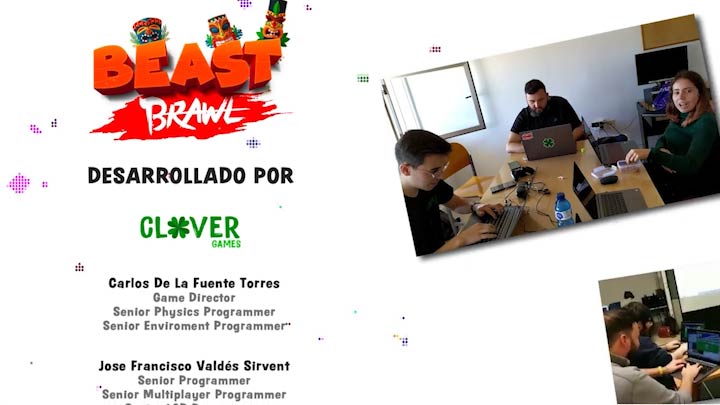 BEAST
BRAWL
DESARROLLADO POR
CLOVER
GAMES
Carlos De La Fuente Torres
Game Director
Senior Physics Programmer
Senior Enviroment Programmer
Jose Francisco Valdés Sirvent
Senior Programmer
Senior Multiplayer Programmer